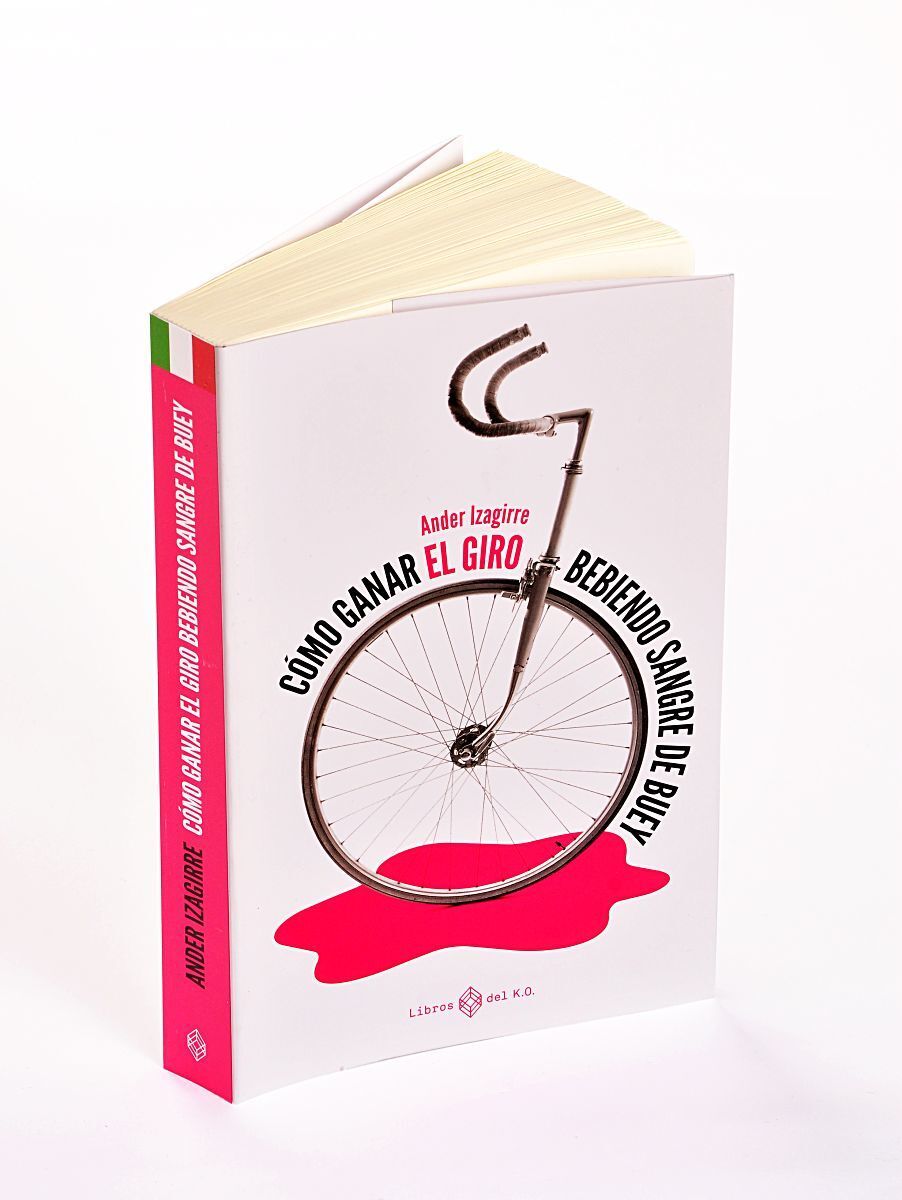 Ander Izagirre
CÓMO GANAR EL GIRO BEBIENDO SANGRE DE BUEY
Libros del K.O.
ANDER IZAGIRRE CÓMO GANAR EL GIRO BEBIENDO SANGRE DE BUEY